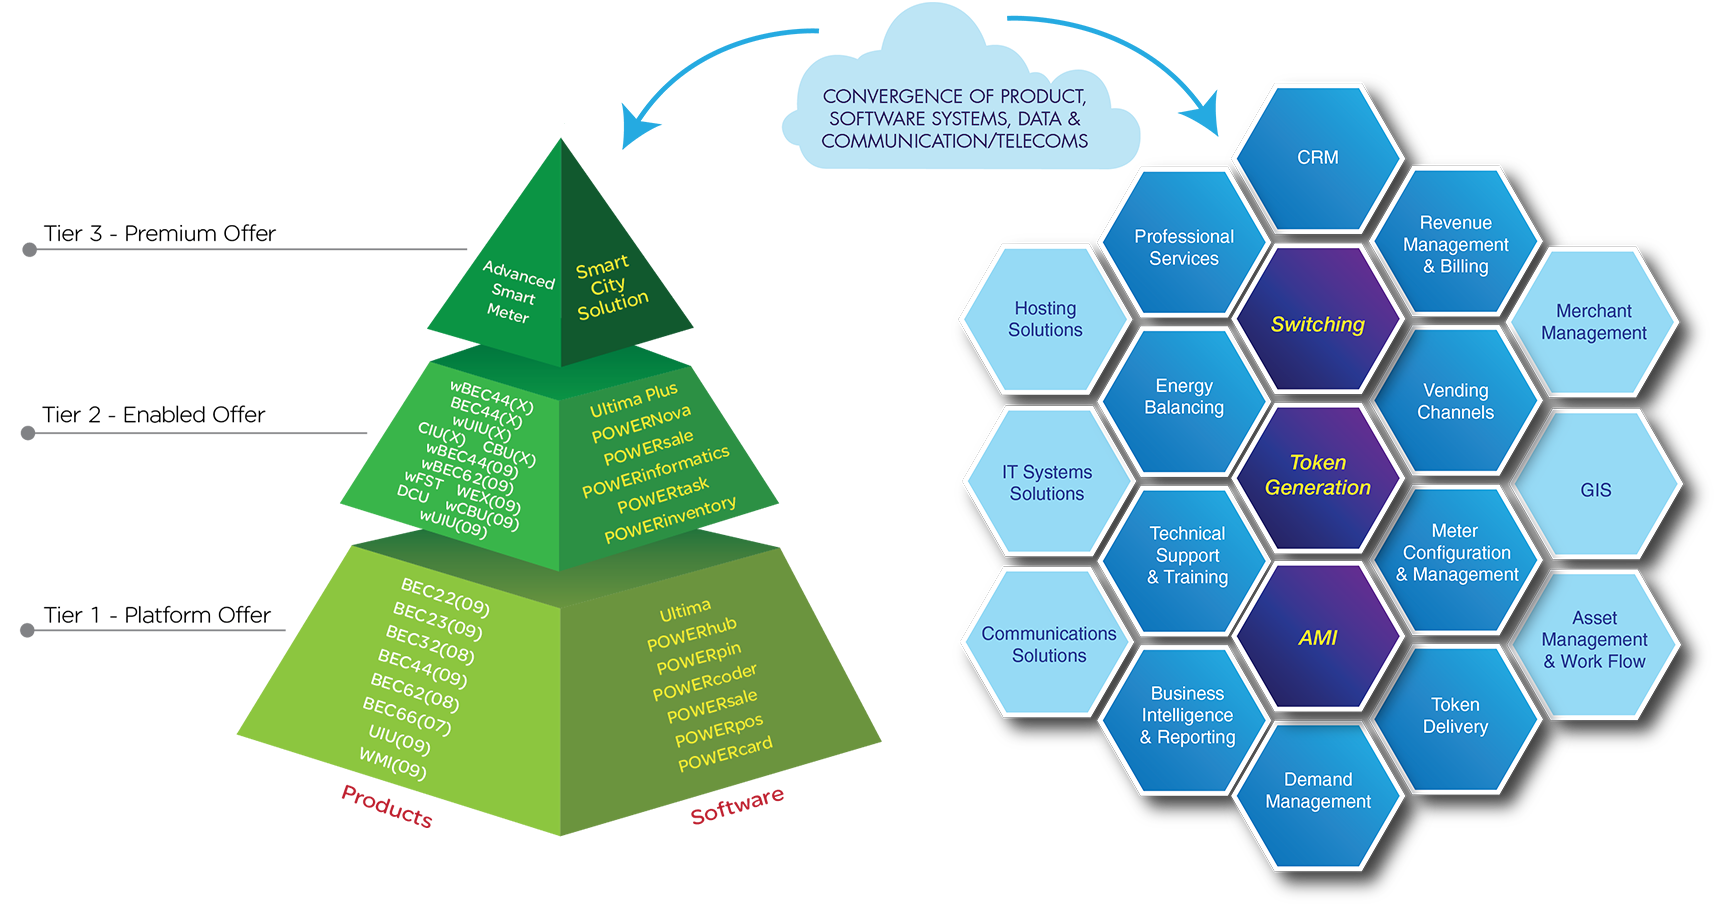 CONVERGENCE OF PRODUCT,
SOFTWARE SYSTEMS, DATA &
COMMUNICATION/TELECOMS
Tier 3 - Premium Offer
Advanced
Smart
Meter
Smart
City
Solution
Tier 2 - Enabled Offer
wBEC44(X)
BEC44(X)
wUIU(X)
CIU(X) CBU(X)
wBEC44(09)
wBEC62(09)
wFST WEX(09)
DCU wCBU(09)
wUIU(09)
Ultima Plus
POWERNova
POWERsale
POWERinformatics
POWERtask
POWERinventory
Tier 1 - Platform Offer
BEC22(09)
BEC23(09)
BEC32(08)
BEC44(09)
BEC62(08)
BEC66(07)
UIU(09)
WMI(09)
Products
Ultima
POWERhub
POWERpin
POWERcoder
POWERsale
POWERpos
POWERcard
Software
CRM
Professional
Services
Revenue
Management
& Billing
Hosting
Solutions
Switching
Merchant
Management
Energy
Balancing
Vending
Channels
IT Systems
Solutions
Token
Generation
GIS
Technical
Support
& Training
Meter
Configuration
& Management
Communications
Solutions
AMI
Asset
Management
& Work Flow
Business
Intelligence
& Reporting
Token
Delivery
Demand
Management